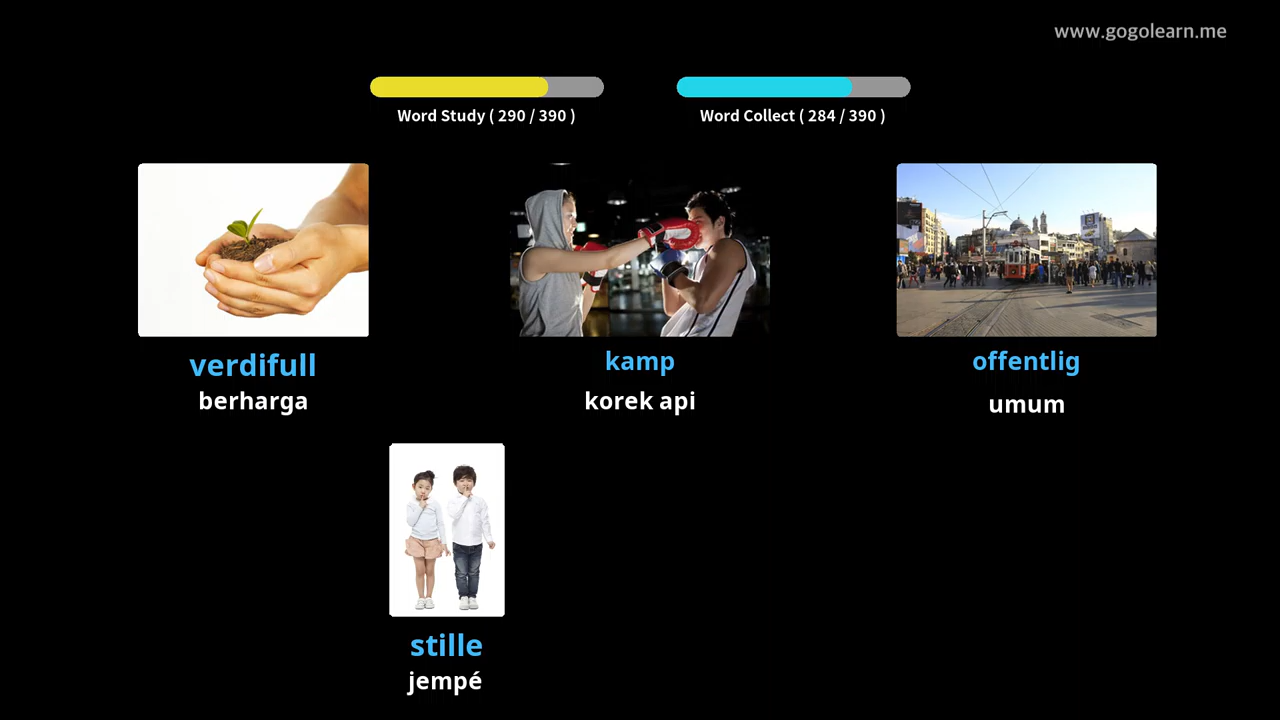 www.gogolearn.me
Word Study ( 290 / 390 )
Word Collect ( 284 / 390 )
verdifull
berharga
kamp
korek api
offentlig
umum
stille
jempé